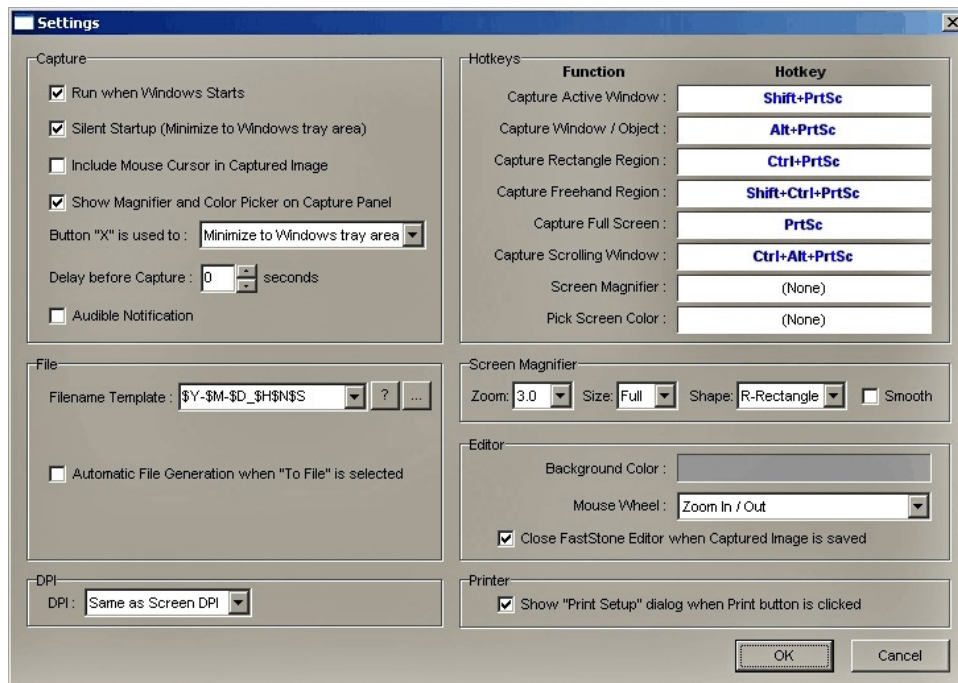 Settings
Capture
Run when Windows Starts
Silent Startup (Minimize to Windows tray area)
Include Mouse Cursor in Captured Image
Show Magnifier and Color Picker on Capture Panel
Button "X" is used to : Minimize to Windows tray area
Delay before Capture : 0 seconds
Audible Notification
Hotkeys
Function Hotkey
Capture Active Window : Shift+PrtSc
Capture Window / Object : Alt+PrtSc
Capture Rectangle Region : Ctrl+PrtSc
Capture Freehand Region : Shift+Ctrl+PrtSc
Capture Full Screen : PrtSc
Capture Scrolling Window : Ctrl+Alt+PrtSc
Screen Magnifier : (None)
Pick Screen Color : (None)
File
Filename Template : $Y-$M-$D_$H$N$S ? ...
Automatic File Generation when "To File" is selected
Screen Magnifier
Zoom: 3.0 Size: Full Shape: R-Rectangle Smooth
Editor
Background Color :
Mouse Wheel : Zoom In / Out
Close FastStone Editor when Captured Image is saved
DPI
DPI : Same as Screen DPI
Printer
Show "Print Setup" dialog when Print button is clicked
OK Cancel